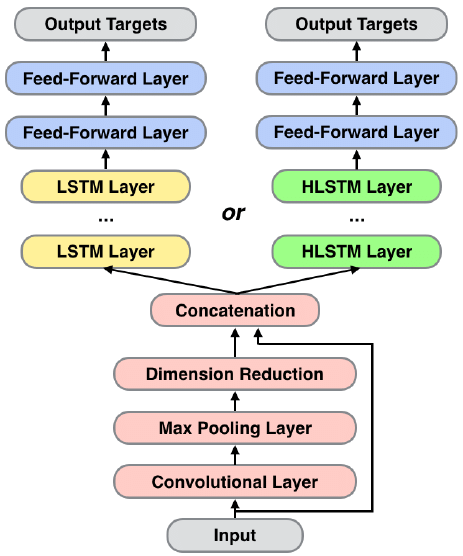 Output Targets
Output Targets
Feed-Forward Layer
Feed-Forward Layer
Feed-Forward Layer
Feed-Forward Layer
LSTM Layer
HLSTM Layer
...
or
...
LSTM Layer
HLSTM Layer
Concatenation
Dimension Reduction
Max Pooling Layer
Convolutional Layer
Input